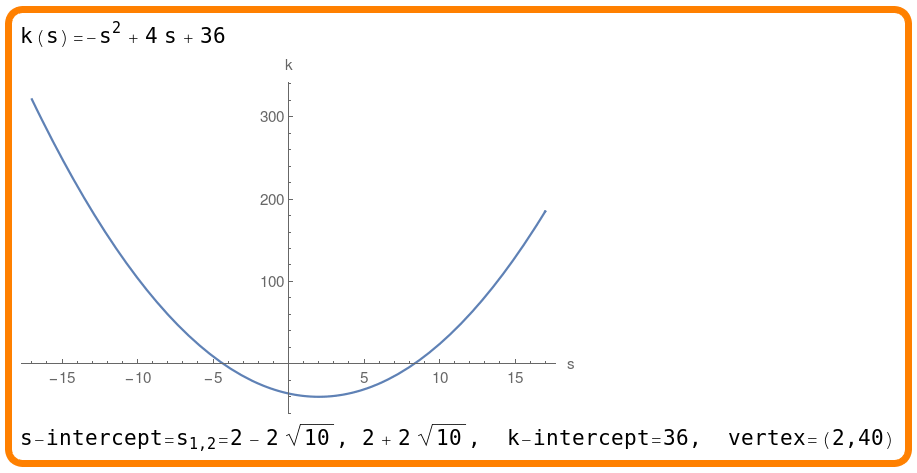 k(s)=-s² + 4 s + 36
k
300
200
100
−15 −10 −5 5 10 15 s
s-intercept=s₁,₂=2 - 2 √10, 2 + 2 √10, k-intercept=36, vertex=(2,40)